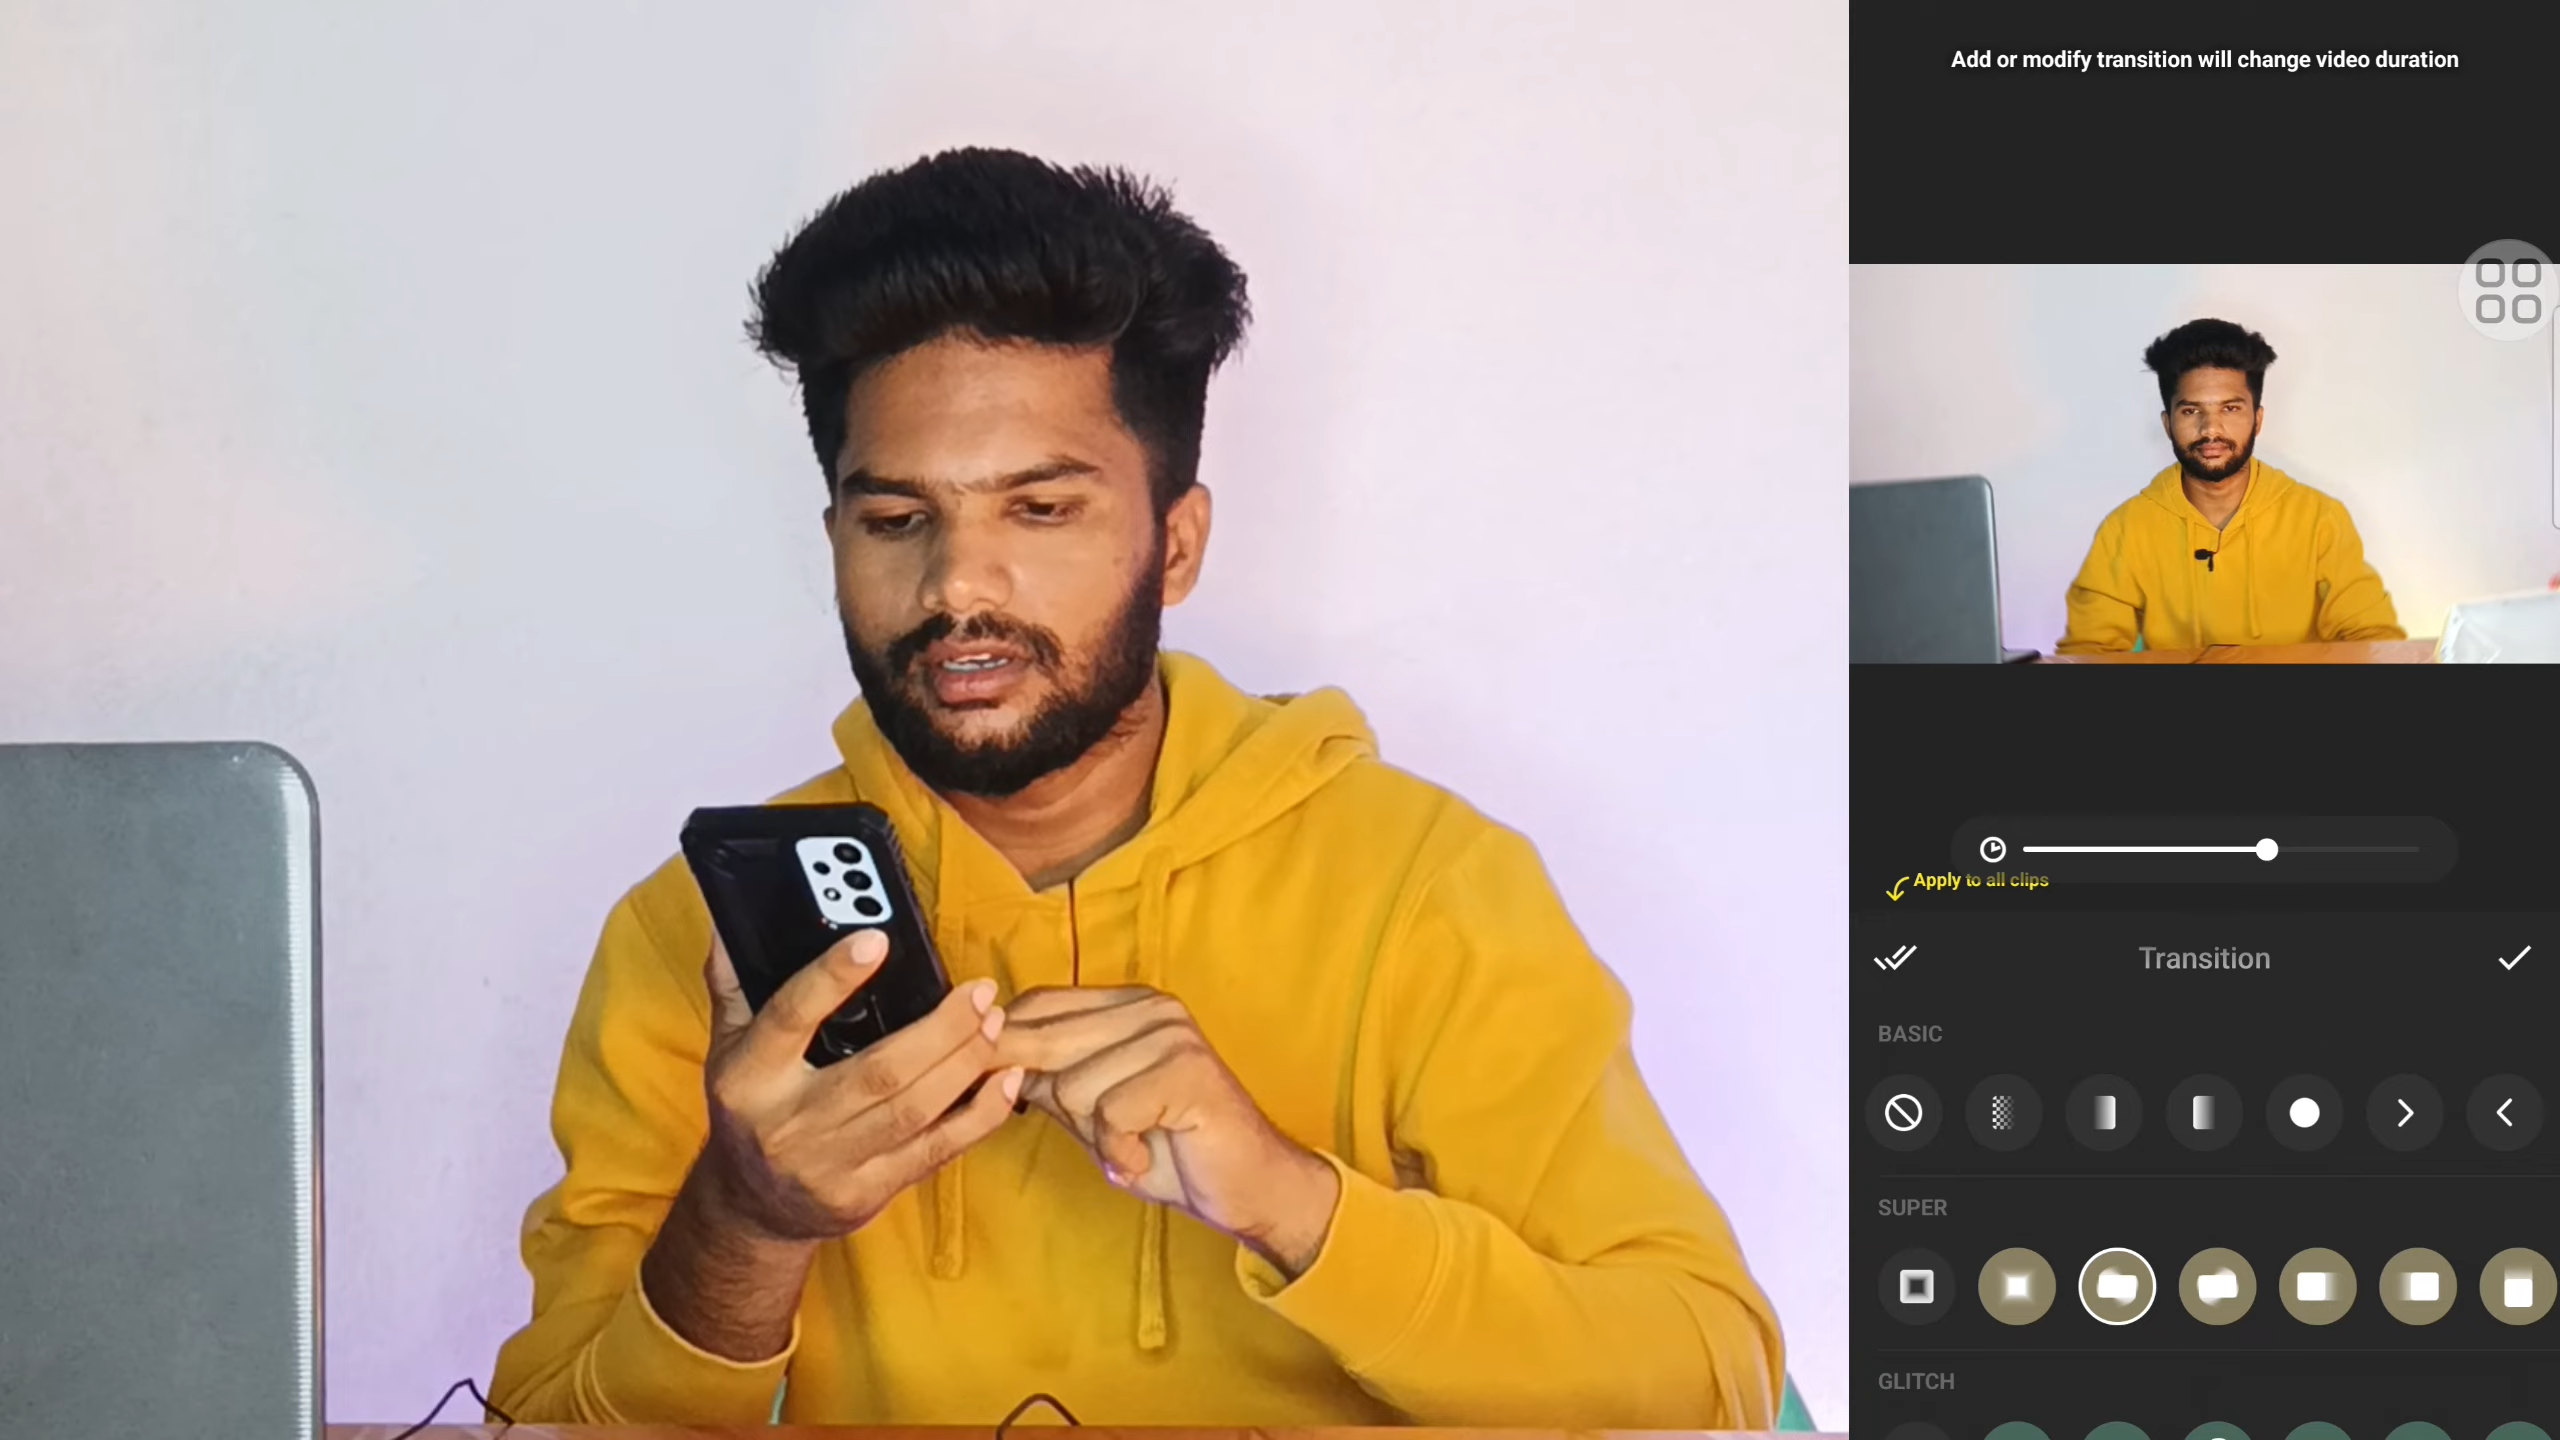 Add or modify transition will change video duration
Apply to all clips
Transition
BASIC
SUPER
GLITCH